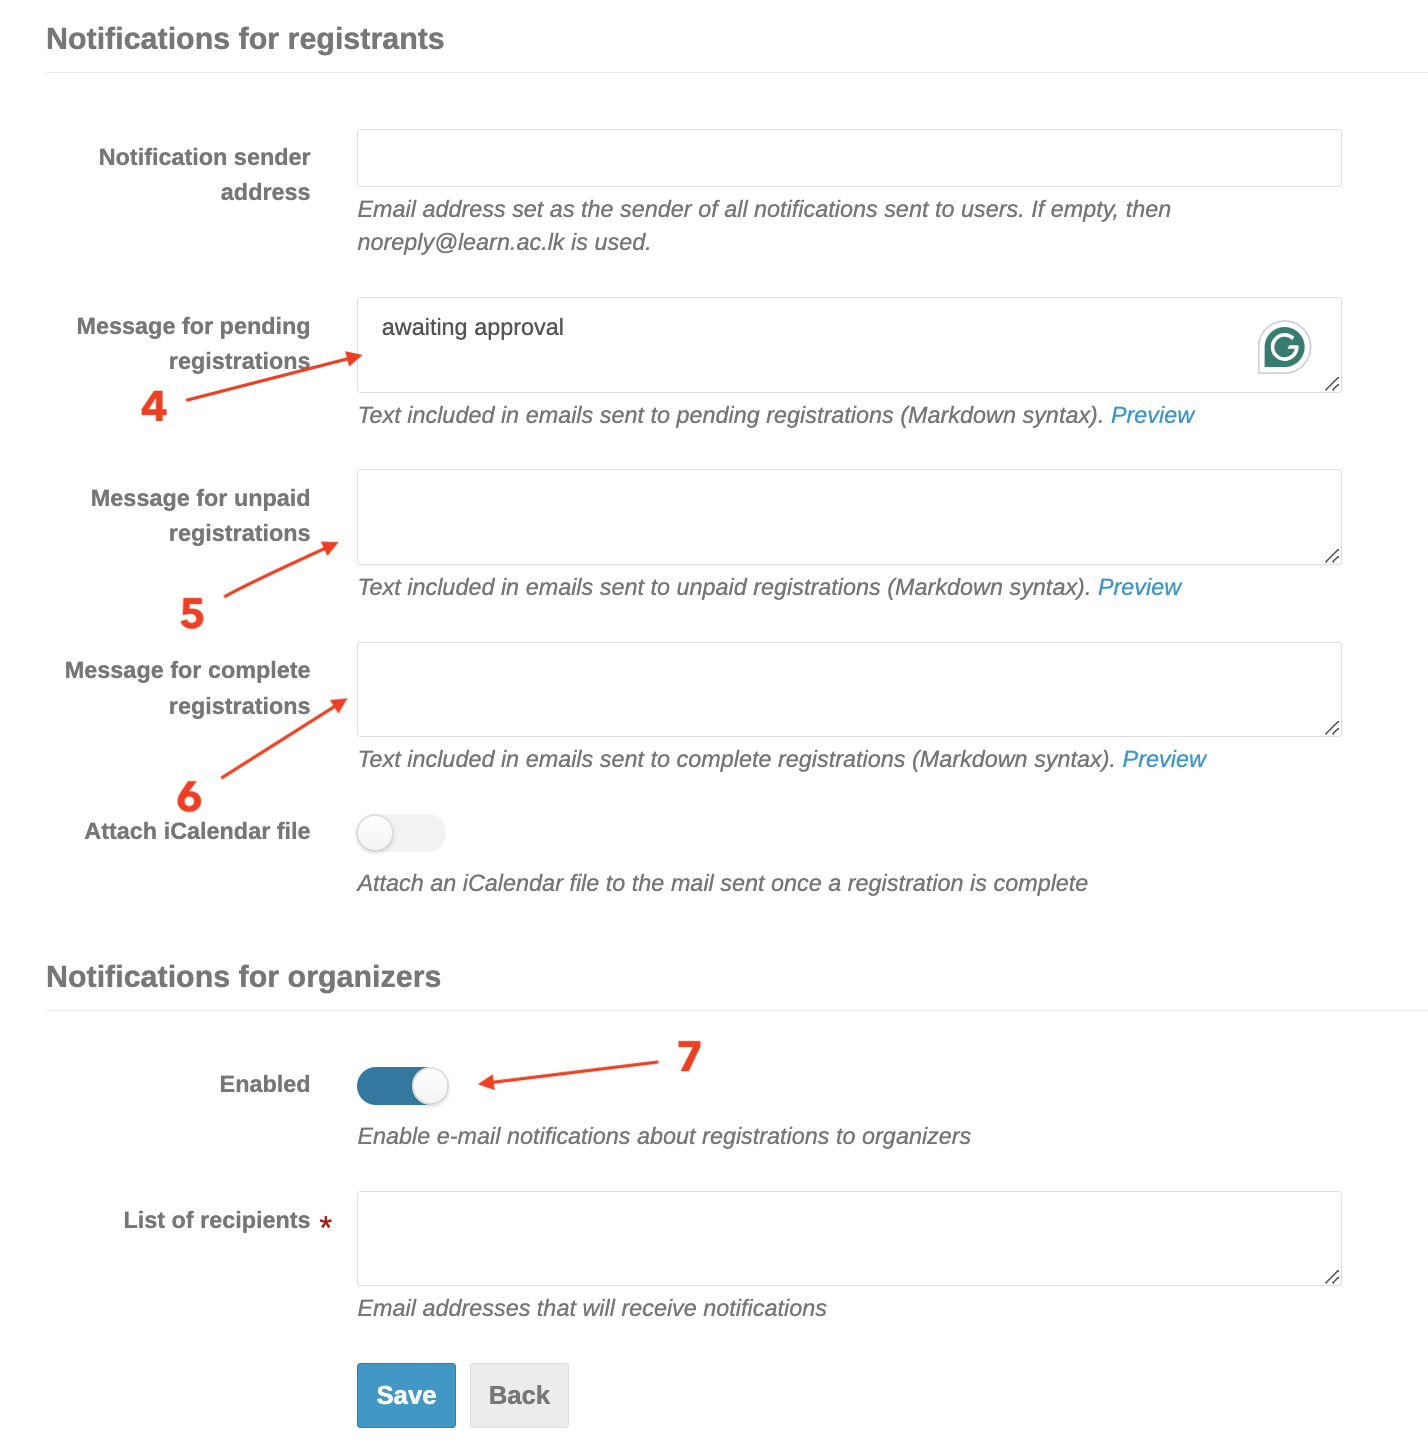 Notifications for registrants
Notification sender
address
Email address set as the sender of all notifications sent to users. If empty, then
noreply@learn.ac.lk is used.
Message for pending
registrations
awaiting approval
G
4
Text included in emails sent to pending registrations (Markdown syntax). Preview
Message for unpaid
registrations
5
Text included in emails sent to unpaid registrations (Markdown syntax). Preview
Message for complete
registrations
6
Text included in emails sent to complete registrations (Markdown syntax). Preview
Attach iCalendar file
Attach an iCalendar file to the mail sent once a registration is complete
Notifications for organizers
7
Enabled
Enable e-mail notifications about registrations to organizers
List of recipients *
Email addresses that will receive notifications
Save Back